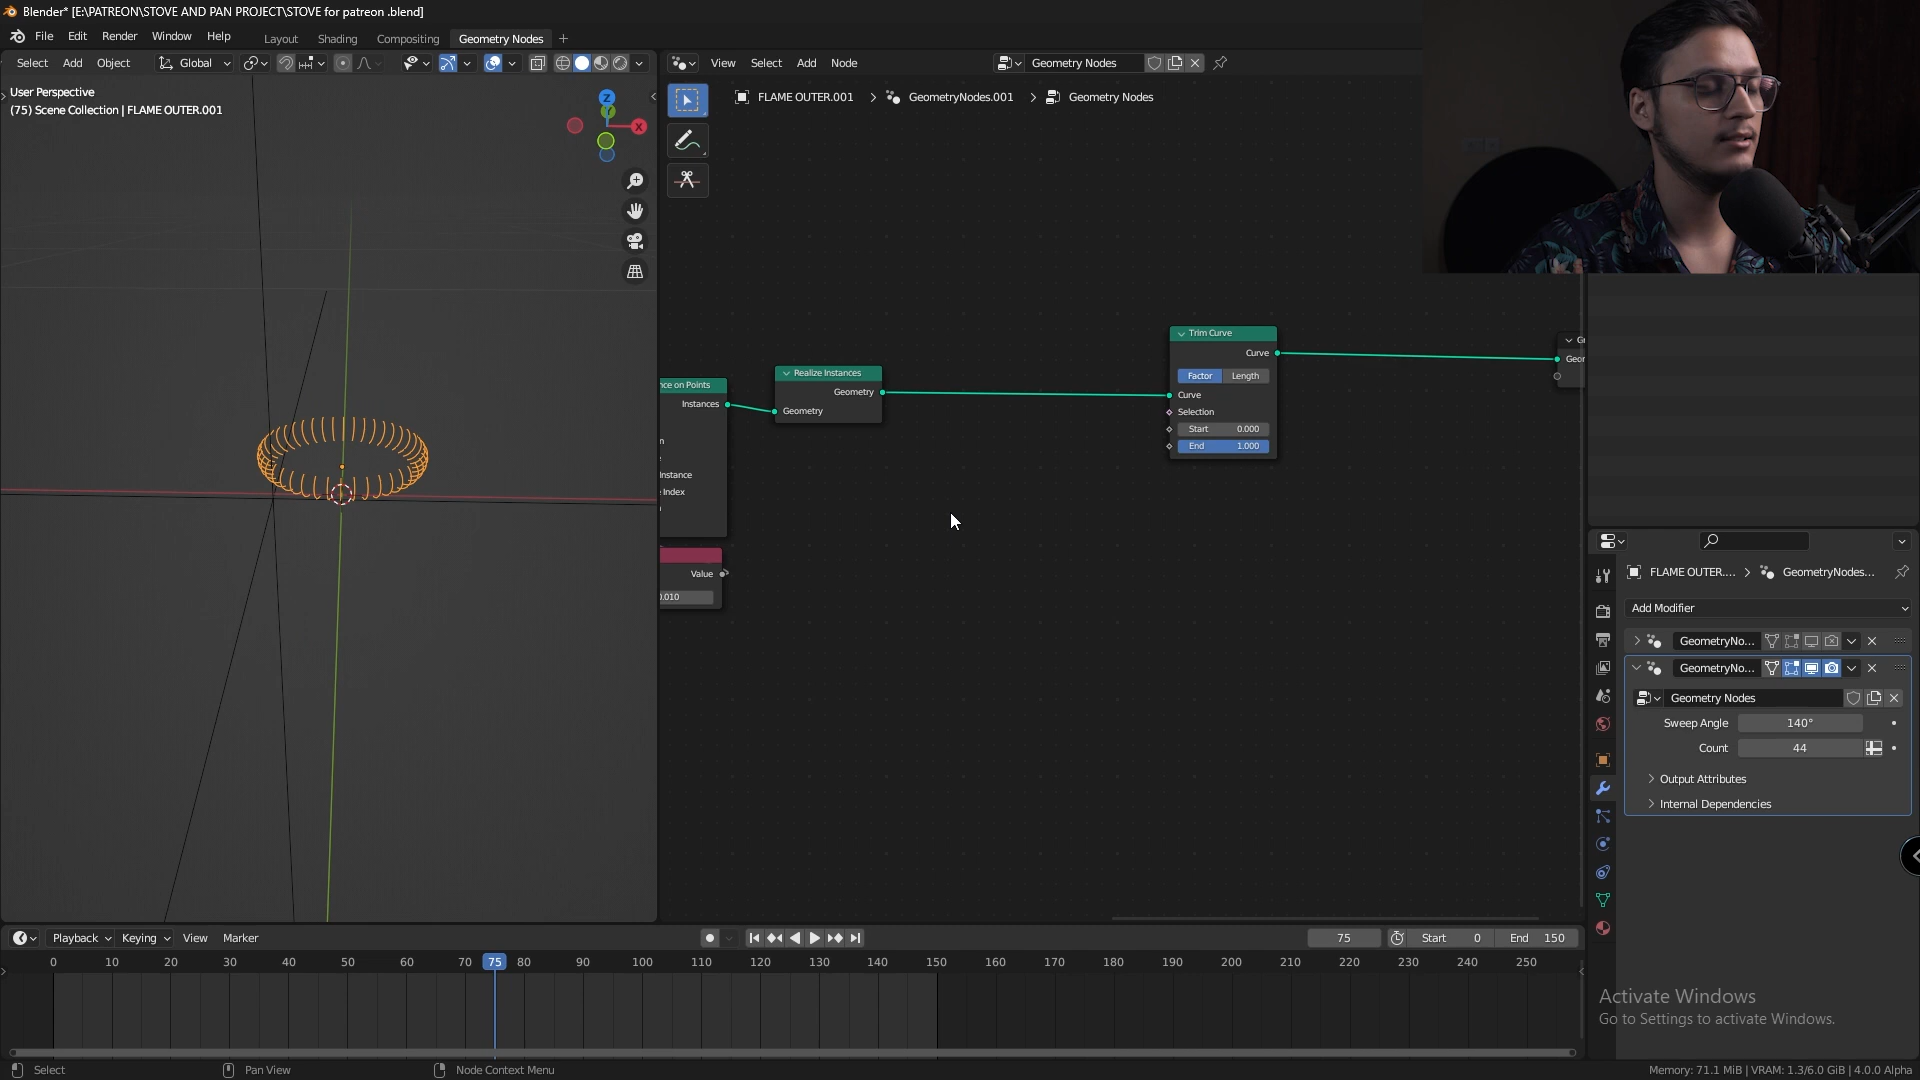 Blender* [E:\PATREON\STOVE AND PAN PROJECT\STOVE for patreon .blend]
File Edit Render Window Help Layout Shading Compositing Geometry Nodes +
Select Add Object Global
View Select Add Node Geometry Nodes
User Perspective
(75) Scene Collection | FLAME OUTER.001
Z
X
FLAME OUTER.001 > GeometryNodes.001 > Geometry Nodes
nce on Points
Instances
n
Instance
e Index
Value
0.010
Realize Instances
Geometry
Geometry
Trim Curve
Curve
Factor Length
Curve
Selection
Start 0.000
End 1.000
Geor
FLAME OUTER.... > GeometryNodes...
Add Modifier
GeometryNo...
GeometryNo...
Geometry Nodes
Sweep Angle 140°
Count 44
Output Attributes
Internal Dependencies
Playback Keying View Marker 75 Start 0 End 150
0 10 20 30 40 50 60 70 75 80 90 100 110 120 130 140 150 160 170 180 190 200 210 220 230 240 250
Activate Windows
Go to Settings to activate Windows.
Select Pan View Node Context Menu Memory: 71.1 MiB | VRAM: 1.3/6.0 GiB | 4.0.0 Alpha